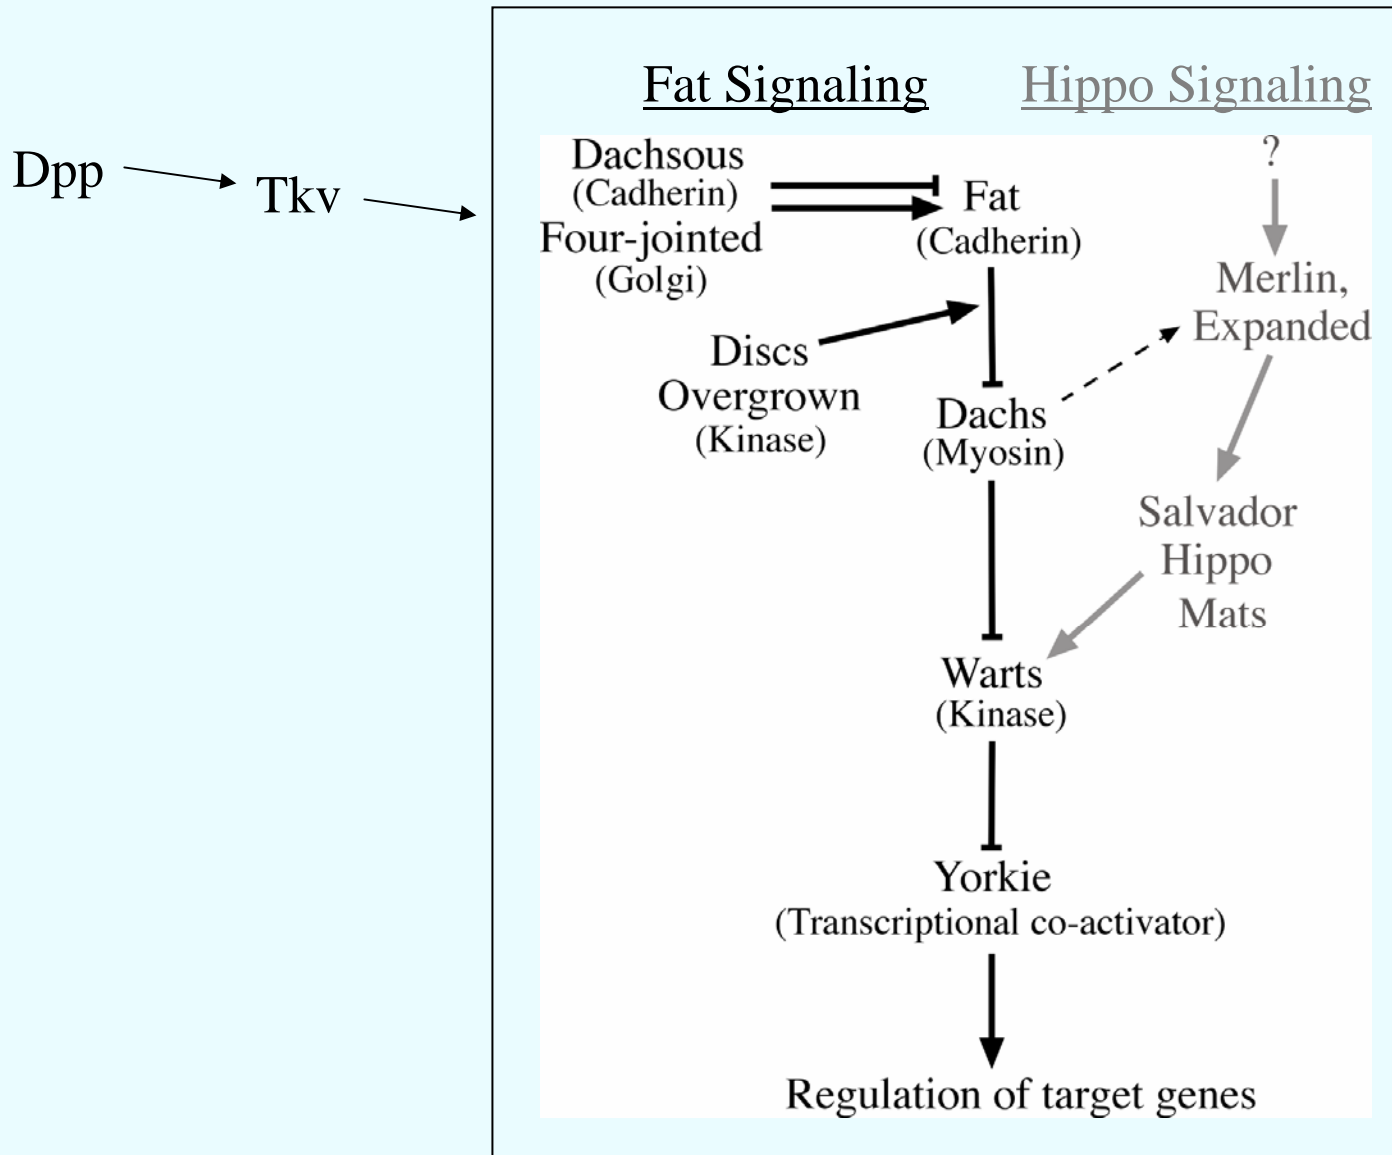 Fat Signaling
Hippo Signaling
Dpp
Tkv
Dachsous
(Cadherin)
Four-jointed
(Golgi)
Fat
(Cadherin)
?
Merlin,
Expanded
Discs
Overgrown
(Kinase)
Dachs
(Myosin)
Salvador
Hippo
Mats
Warts
(Kinase)
Yorkie
(Transcriptional co-activator)
Regulation of target genes